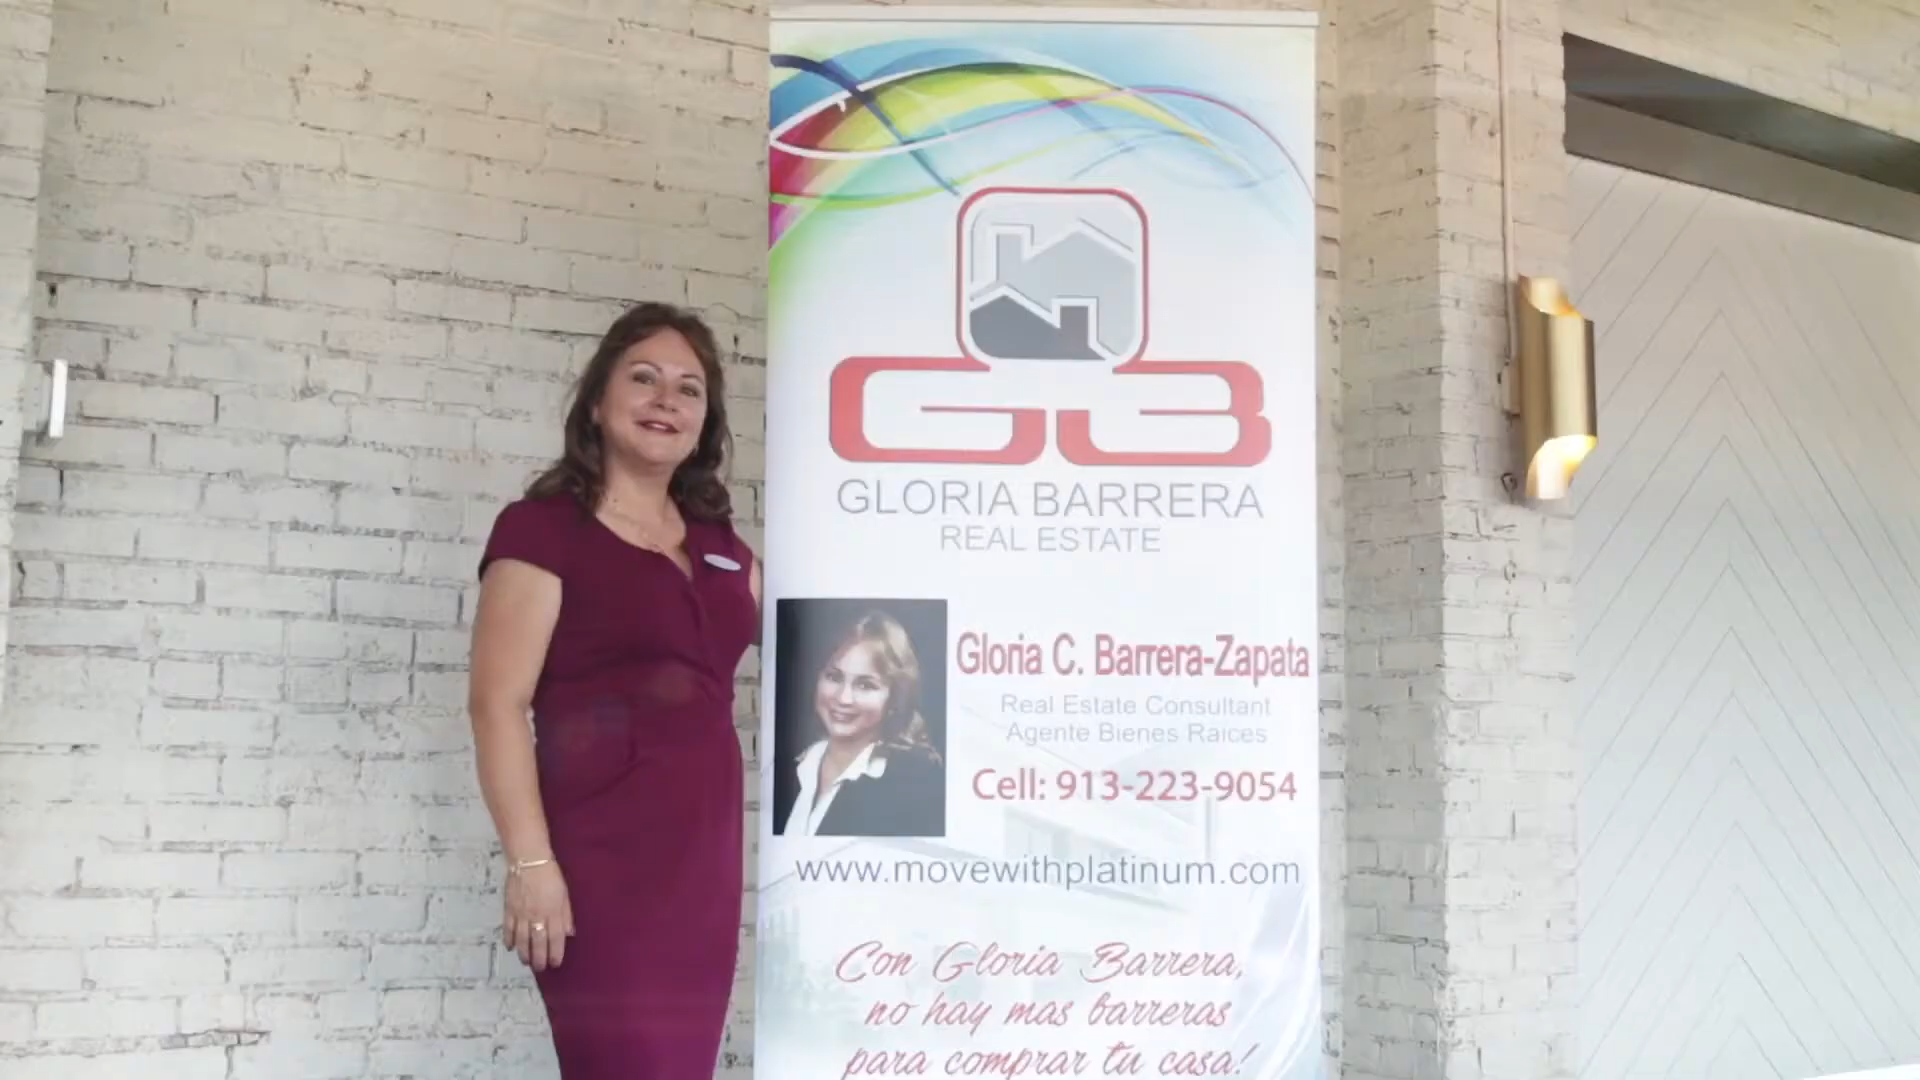 GB
GLORIA BARRERA
REAL ESTATE
Gloria C. Barrera-Zapata
Real Estate Consultant
Agente Bienes Raices
Cell: 913-223-9054
www.movewithplatinum.com
Con Gloria Barrera,
no hay mas barreras
para comprar tu casa!